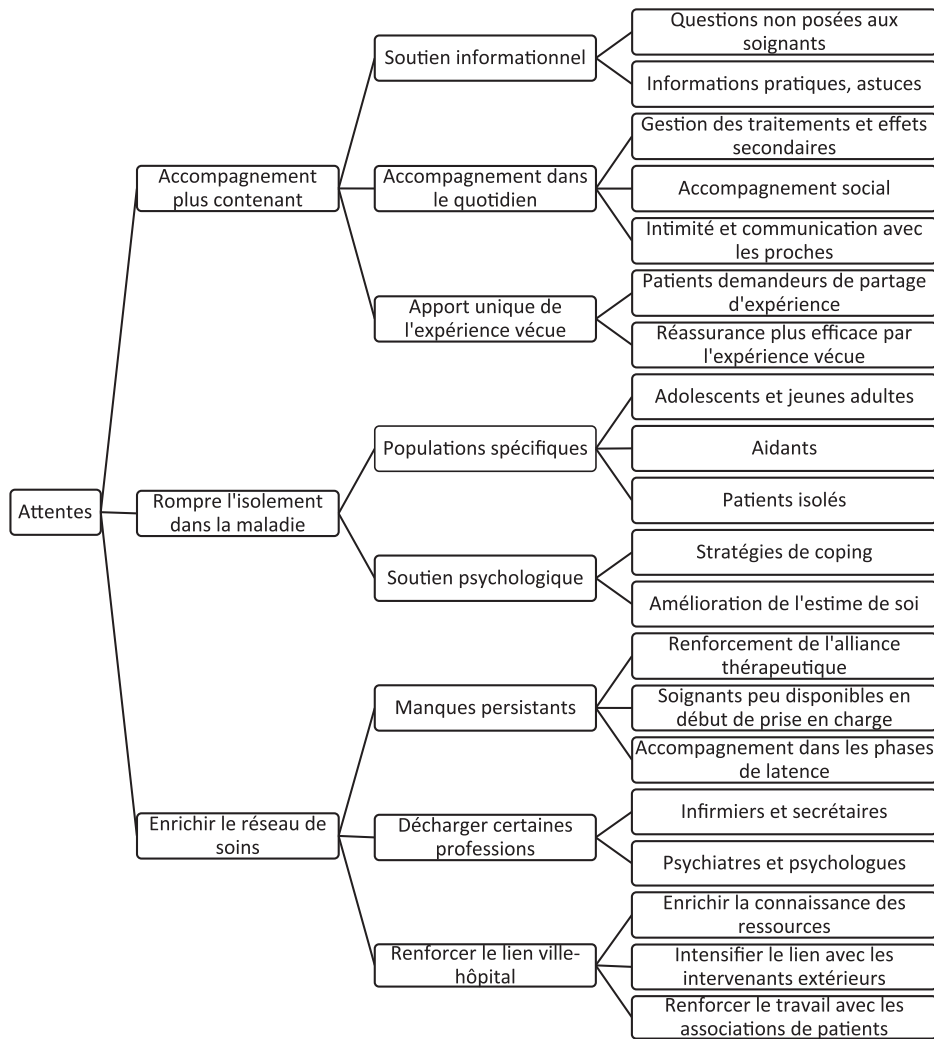 Attentes
Accompagnement
plus contenant
Soutien informationnel
Questions non posées aux
soignants
Informations pratiques, astuces
Accompagnement dans
le quotidien
Gestion des traitements et effets
secondaires
Accompagnement social
Intimité et communication avec
les proches
Apport unique de
l'expérience vécue
Patients demandeurs de partage
d'expérience
Réassurance plus efficace par
l'expérience vécue
Rompre l'isolement
dans la maladie
Populations spécifiques
Adolescents et jeunes adultes
Aidants
Patients isolés
Soutien psychologique
Stratégies de coping
Amélioration de l'estime de soi
Enrichir le réseau de
soins
Manques persistants
Renforcement de l'alliance
thérapeutique
Soignants peu disponibles en
début de prise en charge
Accompagnement dans les phases
de latence
Décharger certaines
professions
Infirmiers et secrétaires
Psychiatres et psychologues
Renforcer le lien ville-
hôpital
Enrichir la connaissance des
ressources
Intensifier le lien avec les
intervenants extérieurs
Renforcer le travail avec les
associations de patients